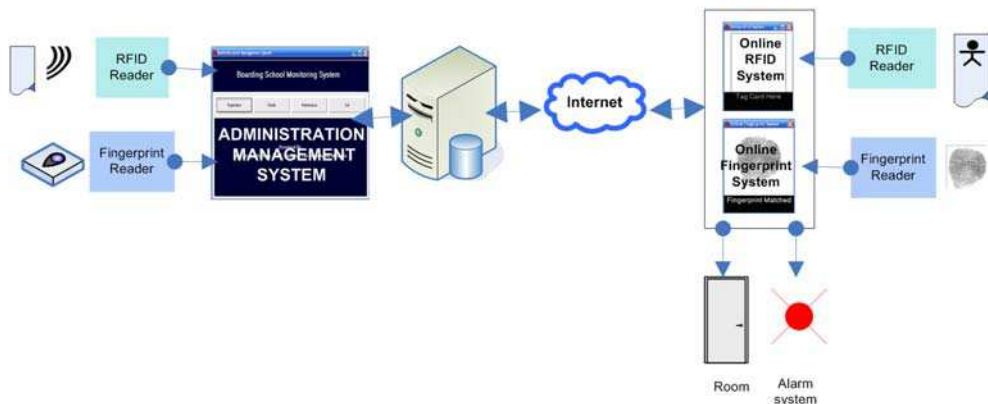 RFID
Reader
Fingerprint
Reader
Boarding School Monitoring System
ADMINISTRATION
MANAGEMENT
SYSTEM
Internet
Online
RFID
System
Tag Card Here
Online
Fingerprint
System
Fingerprint Matched
RFID
Reader
Fingerprint
Reader
Room
Alarm
system